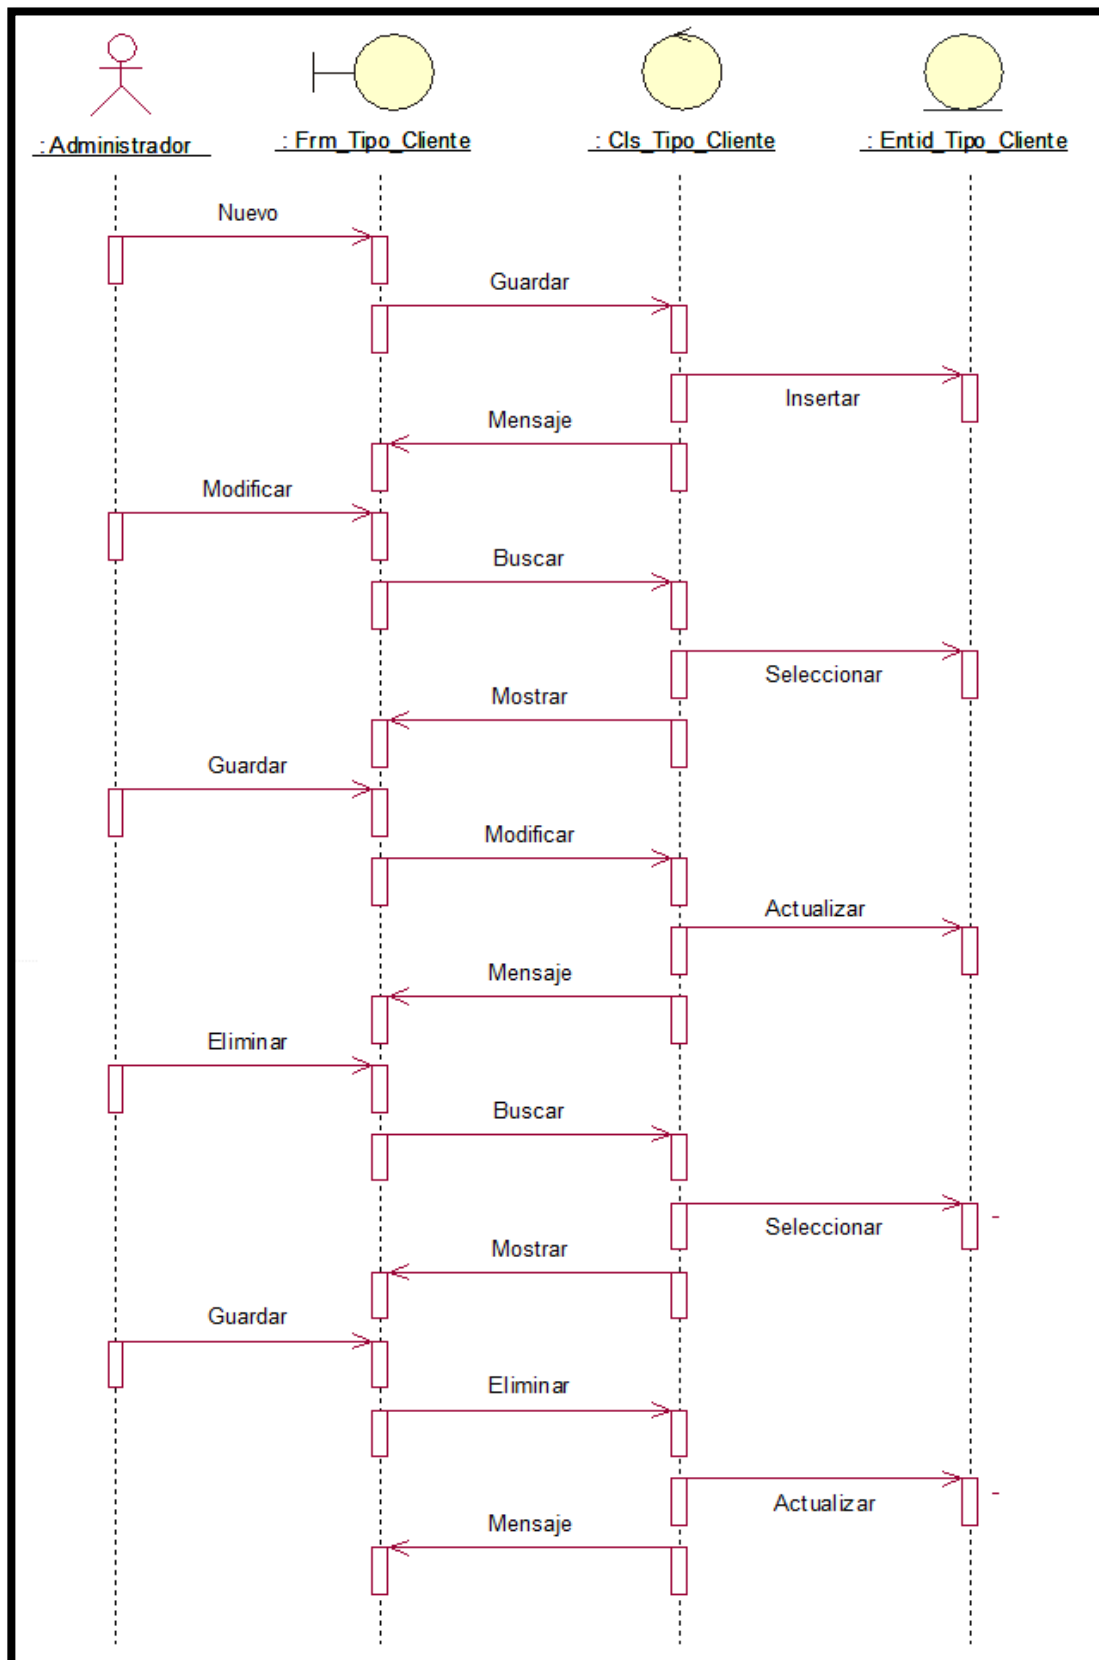 : Administrador
: Frm_Tipo_Cliente
: Cls_Tipo_Cliente
: Entid_Tipo_Cliente
Nuevo
Guardar
Insertar
Mensaje
Modificar
Buscar
Seleccionar
Mostrar
Guardar
Modificar
Actualizar
Mensaje
Eliminar
Buscar
Seleccionar
Mostrar
Guardar
Eliminar
Actualizar
Mensaje